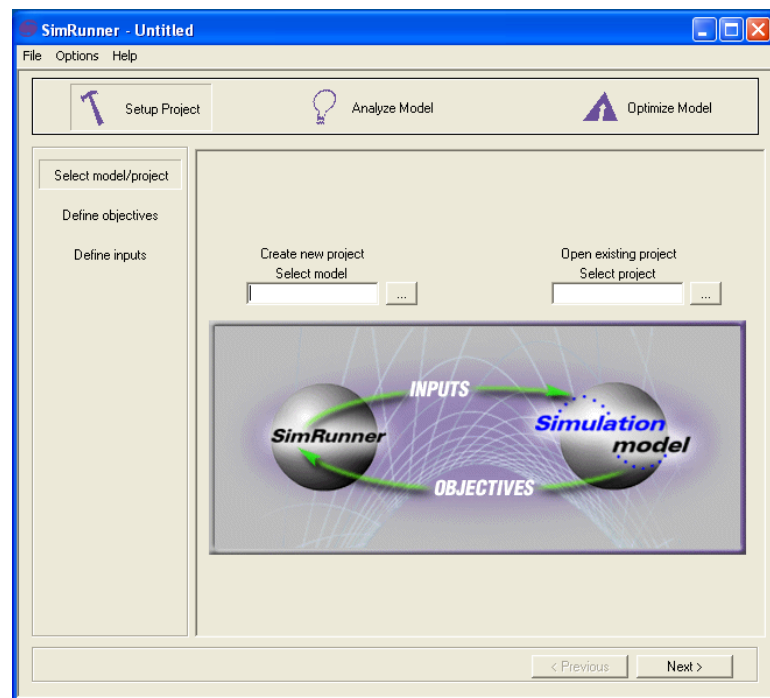 SimRunner - Untitled
File Options Help
Setup Project Analyze Model Optimize Model
Select model/project
Define objectives
Define inputs
Create new project
Select model
...
Open existing project
Select project
...
INPUTS
SimRunner
Simulation
model
OBJECTIVES
< Previous Next >